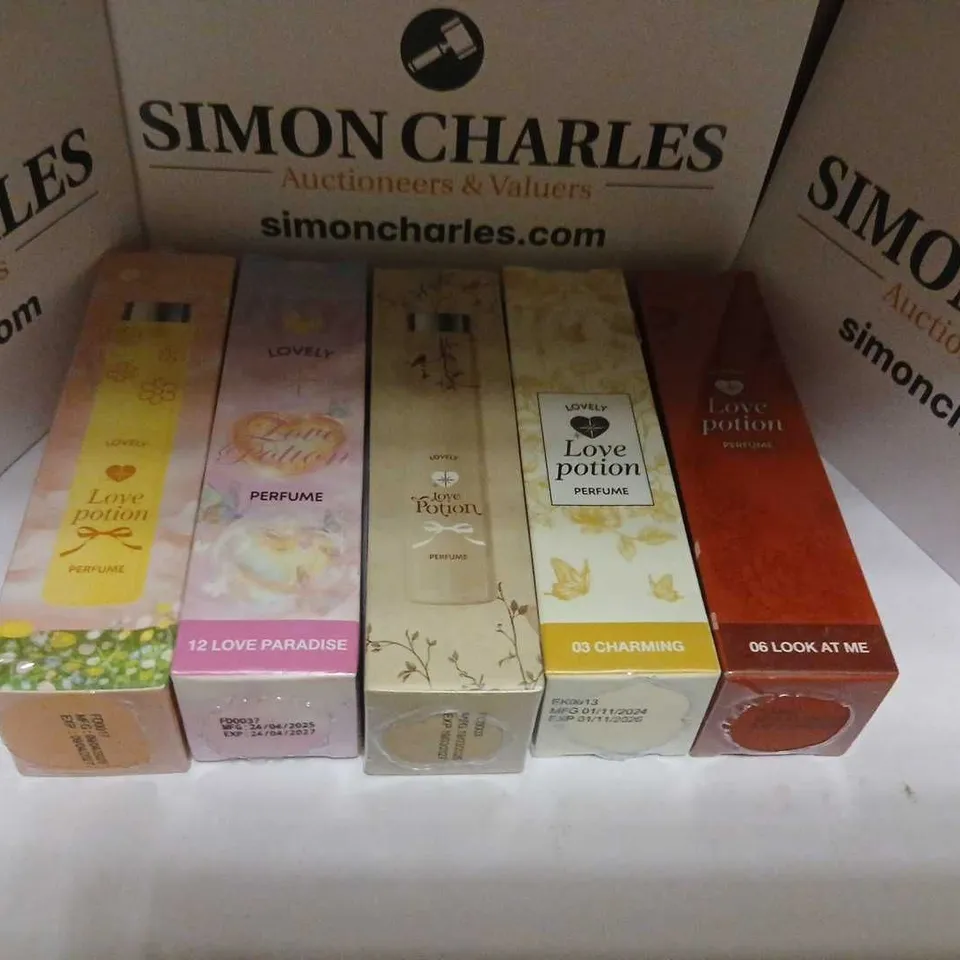 SIMON CHARLES
Auctioneers & Valuers
simoncharles.com
LES
s
om
SIMON
Auction
simonch
LOVELY
Love
potion
PERFUME
LOVELY
Love
Potion
PERFUME
12 LOVE PARADISE
FD0037
MFG : 24/04/2025
EXP : 24/04/2027
LOVELY
Love
Potion
PERFUME
LOVELY
Love
potion
PERFUME
03 CHARMING
MFG 01/11/2024
EXP 01/11/2026
Love
potion
PERFUME
06 LOOK AT ME